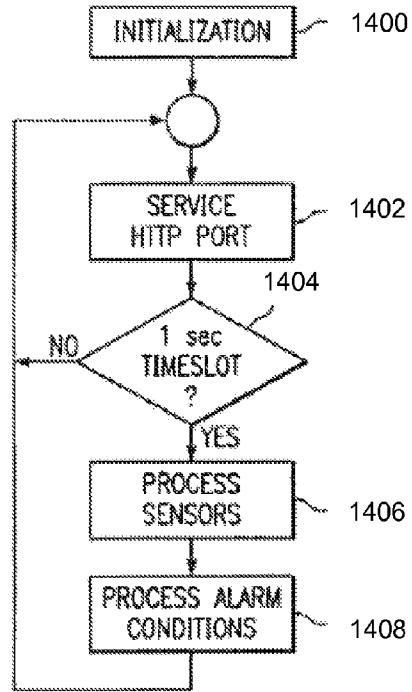 INITIALIZATION
1400
SERVICE
HTTP PORT
1402
1404
1 sec
TIMESLOT
?
NO
YES
PROCESS
SENSORS
1406
PROCESS ALARM
CONDITIONS
1408